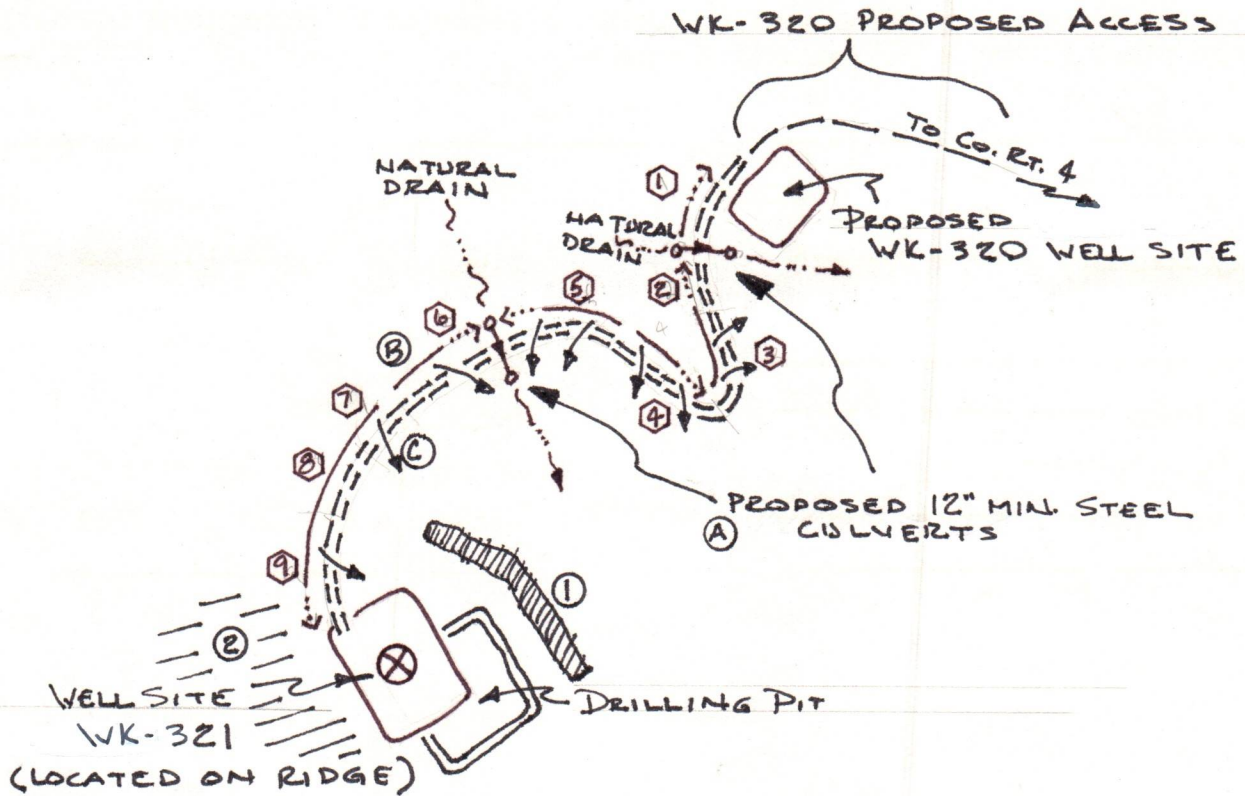 WK-320 PROPOSED ACCESS
TO CO. RT. 4
NATURAL
DRAIN
1
NATURAL
DRAIN
PROPOSED
WK-320 WELL SITE
2
5
6
3
B
7
4
C
8
PROPOSED 12" MIN. STEEL
CULVERTS
A
9
1
2
WELL SITE
WK-321
(LOCATED ON RIDGE)
DRILLING PIT